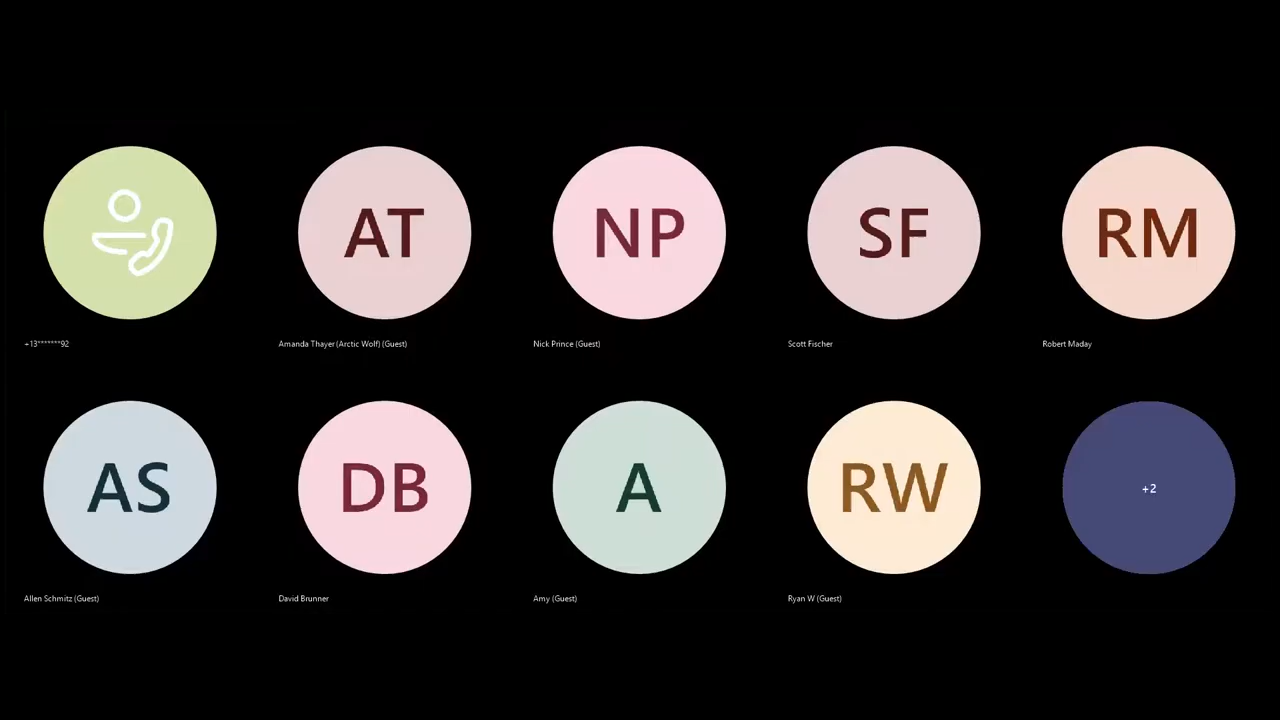 AT
NP
SF
RM
+13*******92
Amanda Thayer (Arctic Wolf) (Guest)
Nick Prince (Guest)
Scott Fischer
Robert Maday
AS
DB
A
RW
+2
Allen Schmitz (Guest)
David Brunner
Amy (Guest)
Ryan W (Guest)